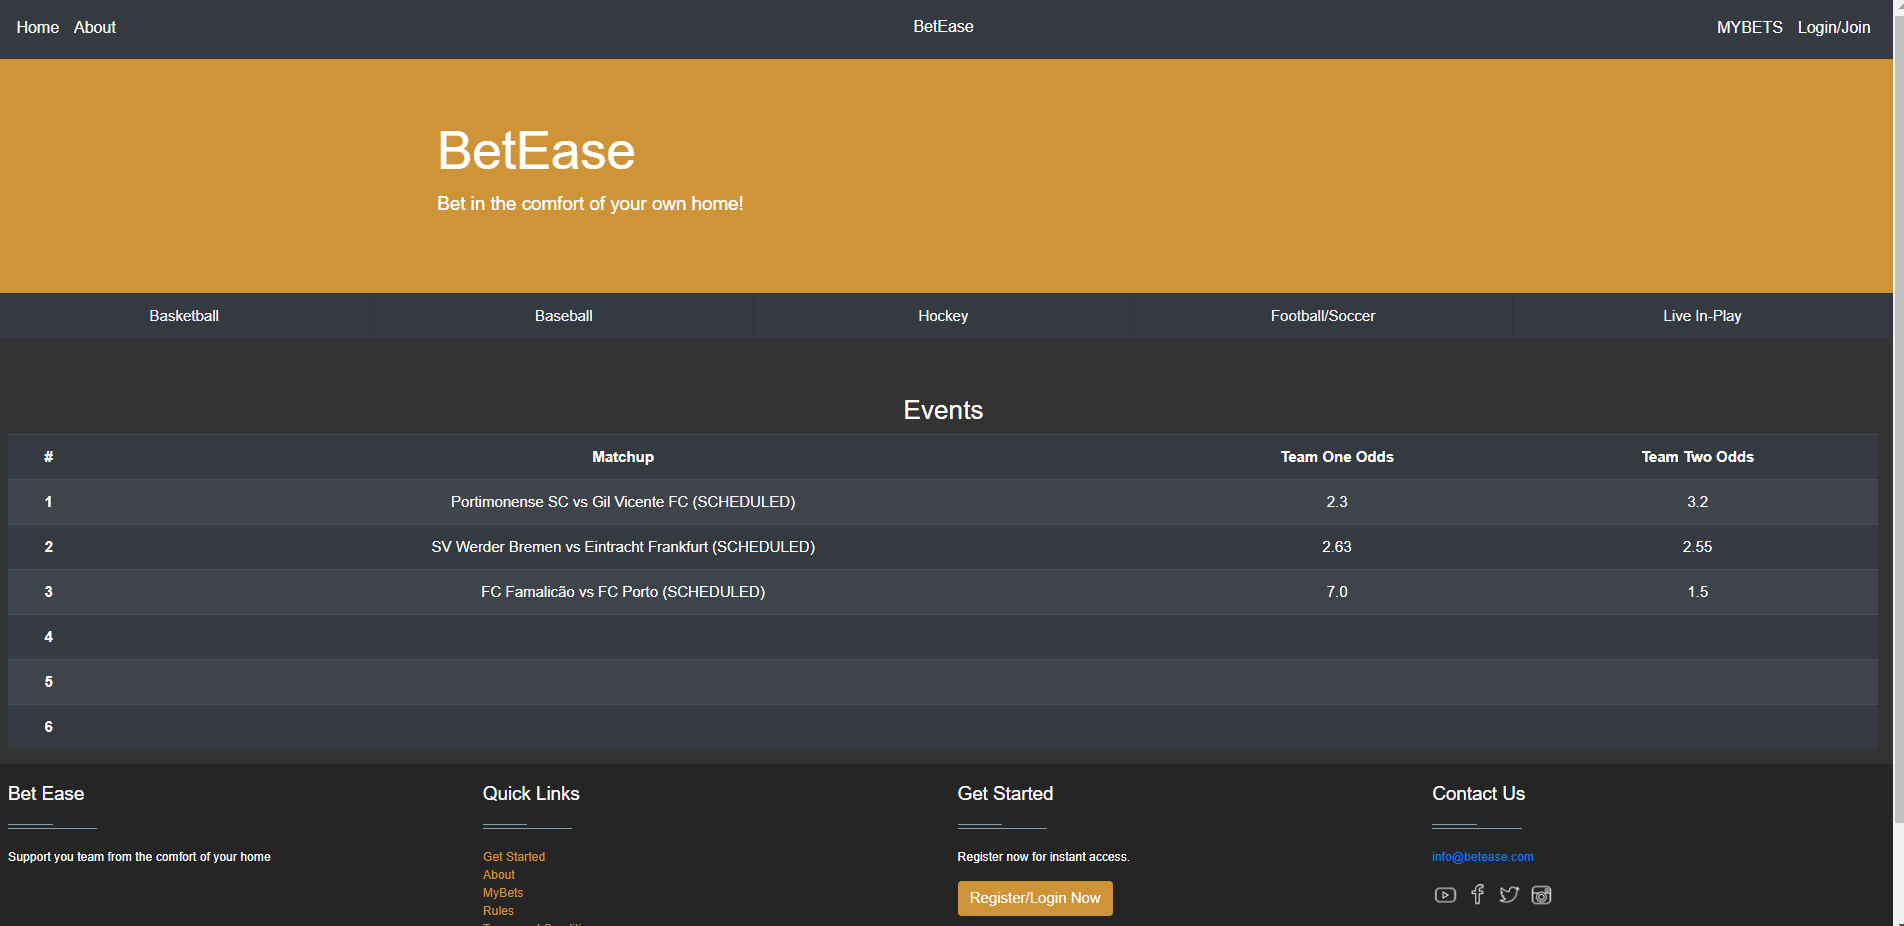 Home About BetEase MYBETS Login/Join
BetEase
Bet in the comfort of your own home!
Basketball Baseball Hockey Football/Soccer Live In-Play
Events
# Matchup Team One Odds Team Two Odds
1 Portimonense SC vs Gil Vicente FC (SCHEDULED) 2.3 3.2
2 SV Werder Bremen vs Eintracht Frankfurt (SCHEDULED) 2.63 2.55
3 FC Famalicão vs FC Porto (SCHEDULED) 7.0 1.5
4
5
6
Bet Ease
Support you team from the comfort of your home
Quick Links
Get Started
About
MyBets
Rules
Get Started
Register now for instant access.
Register/Login Now
Contact Us
info@betease.com